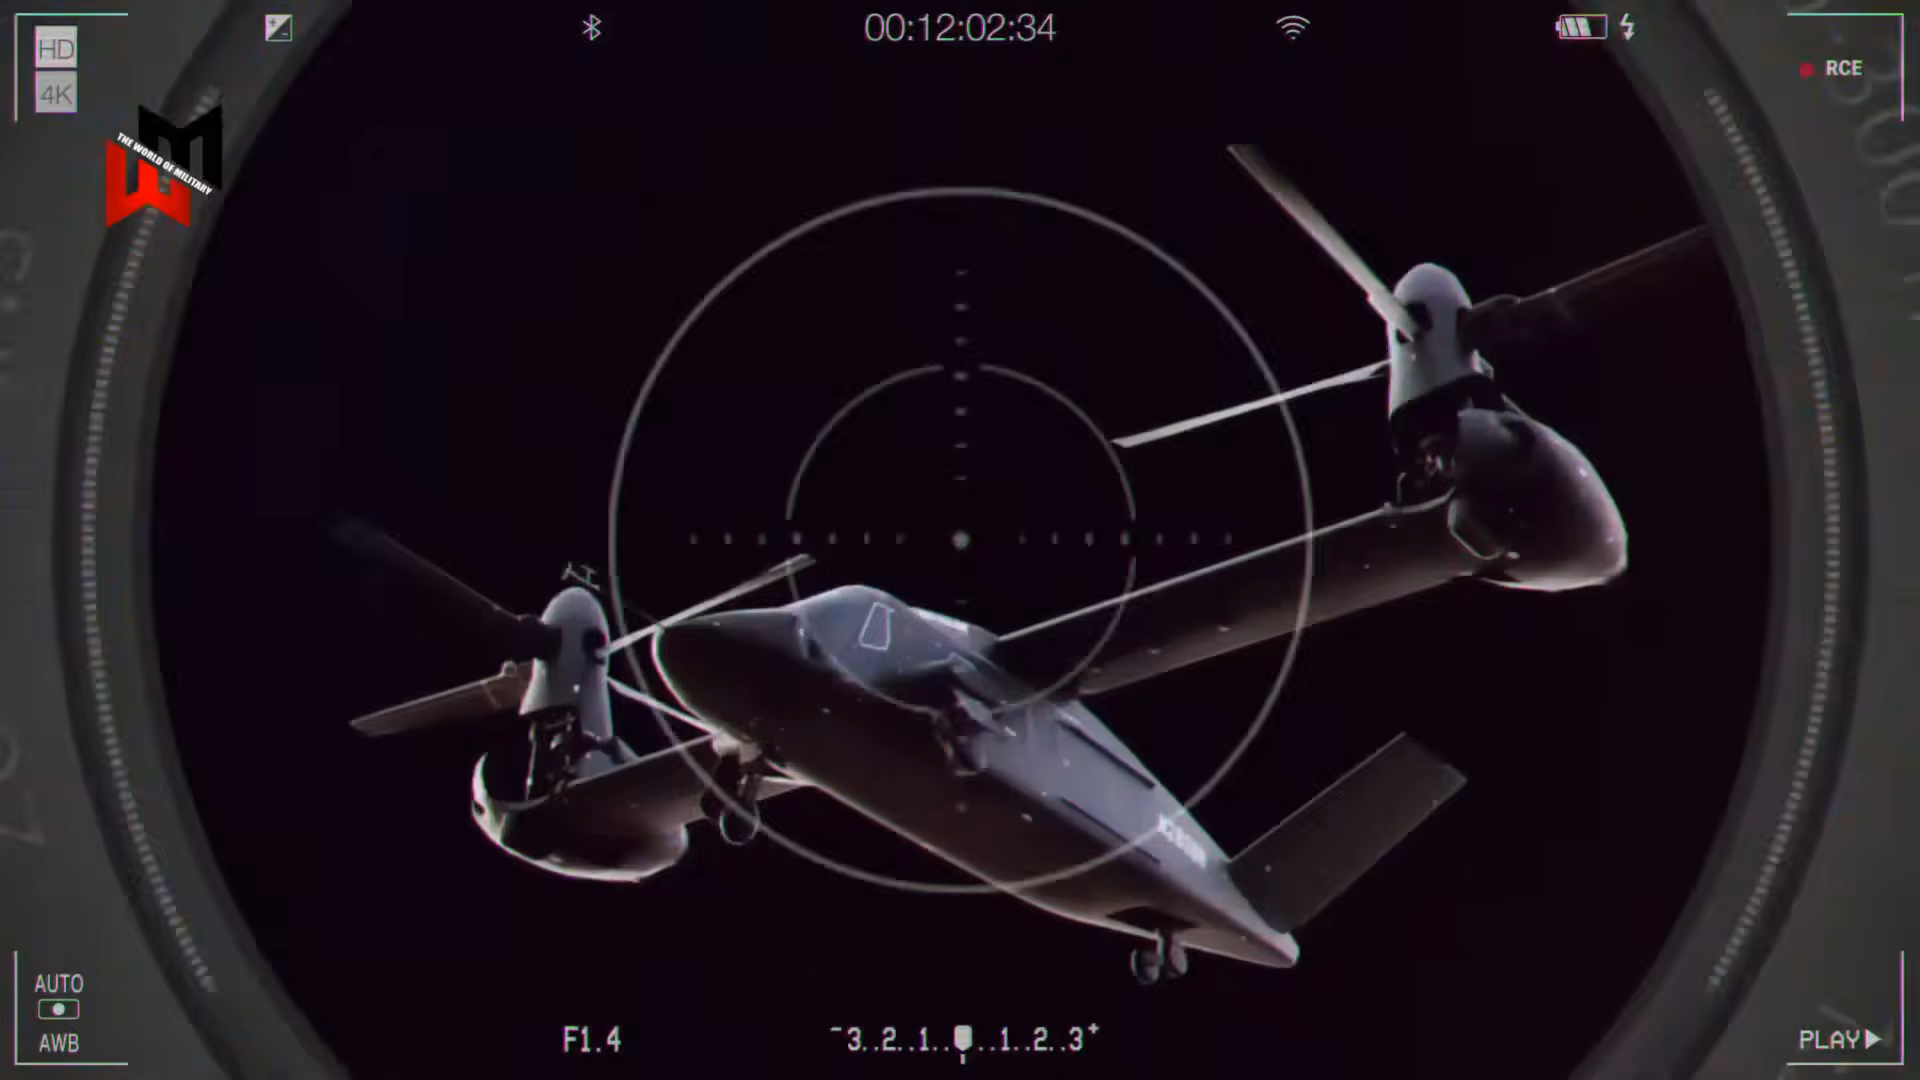 HD
4K
00:12:02:34
RCE
THE WORLD OF MILITARY
AUTO
AWB
F1.4
-3..2..1..
..1..2..3+
PLAY